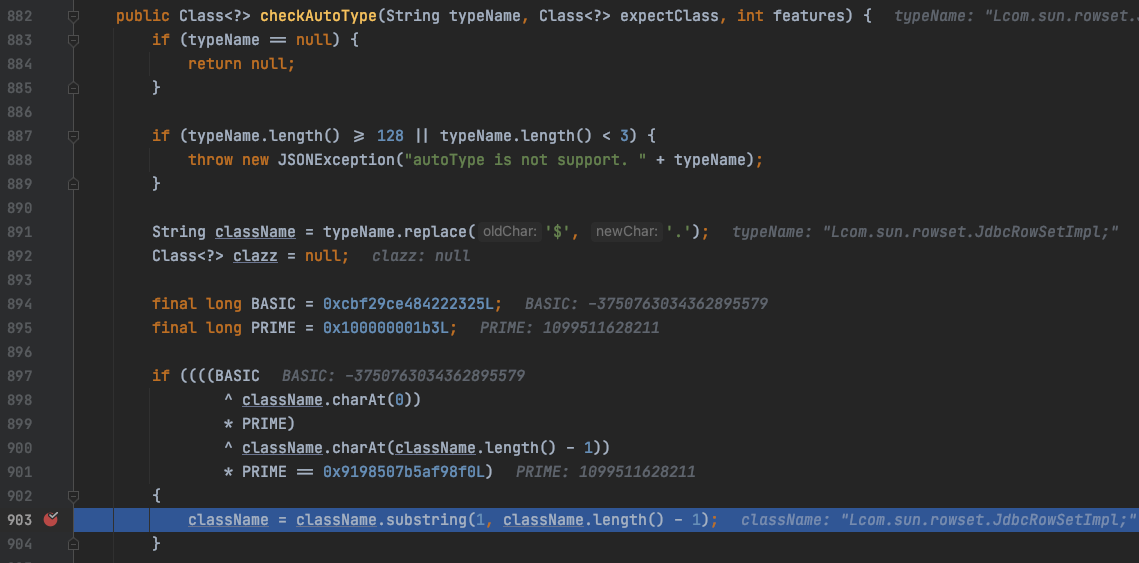 882 public Class<?> checkAutoType(String typeName, Class<?> expectClass, int features) { typeName: "Lcom.sun.rowset.
883 if (typeName == null) {
884 return null;
885 }
886
887 if (typeName.length() >= 128 || typeName.length() < 3) {
888 throw new JSONException("autoType is not support. " + typeName);
889 }
890
891 String className = typeName.replace( oldChar: '$', newChar: '.'); typeName: "Lcom.sun.rowset.JdbcRowSetImpl;"
892 Class<?> clazz = null; clazz: null
893
894 final long BASIC = 0xcbf29ce484222325L; BASIC: -3750763034362895579
895 final long PRIME = 0x100000001b3L; PRIME: 1099511628211
896
897 if ((((BASIC BASIC: -3750763034362895579
898 ^ className.charAt(0))
899 * PRIME)
900 ^ className.charAt(className.length() - 1))
901 * PRIME == 0x9198507b5af98f0L) PRIME: 1099511628211
902 {
903 className = className.substring(1, className.length() - 1); className: "Lcom.sun.rowset.JdbcRowSetImpl;"
904 }